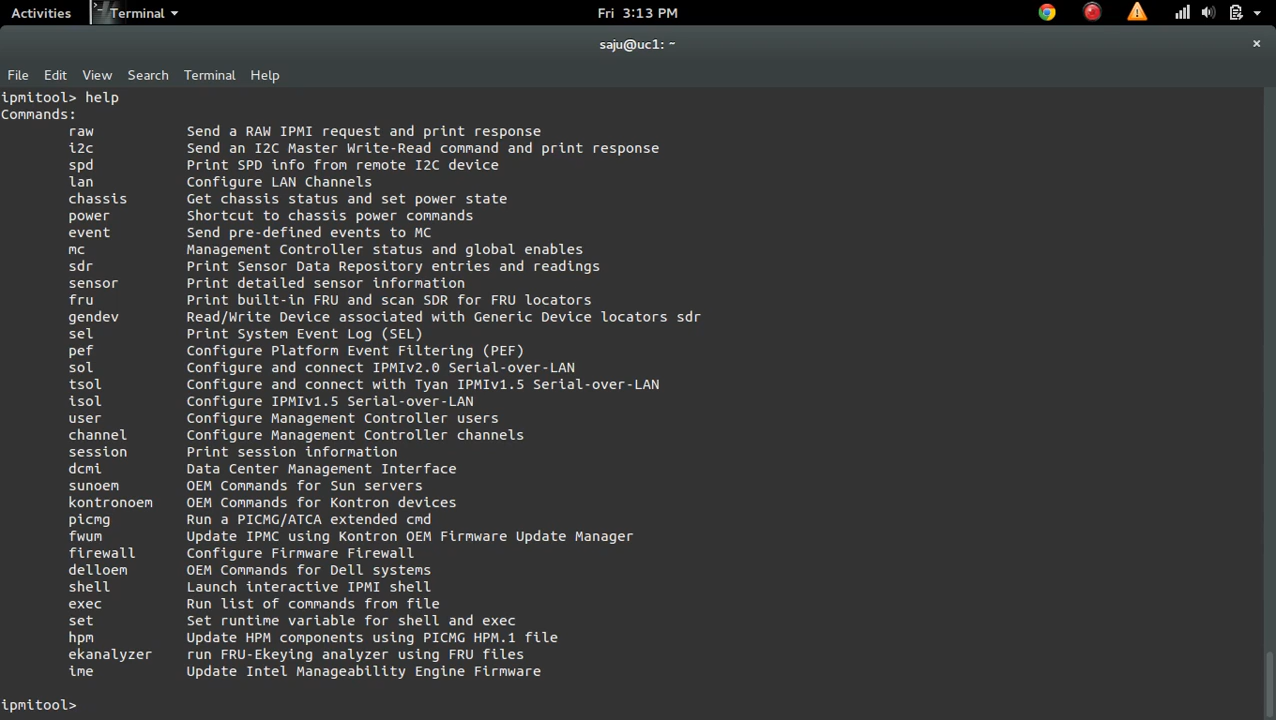 Activities Terminal Fri 3:13 PM
saju@uc1: ~ ×
File Edit View Search Terminal Help
ipmitool> help
Commands:
raw Send a RAW IPMI request and print response
i2c Send an I2C Master Write-Read command and print response
spd Print SPD info from remote I2C device
lan Configure LAN Channels
chassis Get chassis status and set power state
power Shortcut to chassis power commands
event Send pre-defined events to MC
mc Management Controller status and global enables
sdr Print Sensor Data Repository entries and readings
sensor Print detailed sensor information
fru Print built-in FRU and scan SDR for FRU locators
gendev Read/Write Device associated with Generic Device locators sdr
sel Print System Event Log (SEL)
pef Configure Platform Event Filtering (PEF)
sol Configure and connect IPMIv2.0 Serial-over-LAN
tsol Configure and connect with Tyan IPMIv1.5 Serial-over-LAN
isol Configure IPMIv1.5 Serial-over-LAN
user Configure Management Controller users
channel Configure Management Controller channels
session Print session information
dcmi Data Center Management Interface
sunoem OEM Commands for Sun servers
kontronoem OEM Commands for Kontron devices
picmg Run a PICMG/ATCA extended cmd
fwum Update IPMC using Kontron OEM Firmware Update Manager
firewall Configure Firmware Firewall
delloem OEM Commands for Dell systems
shell Launch interactive IPMI shell
exec Run list of commands from file
set Set runtime variable for shell and exec
hpm Update HPM components using PICMG HPM.1 file
ekanalyzer run FRU-Ekeying analyzer using FRU files
ime Update Intel Manageability Engine Firmware
ipmitool>